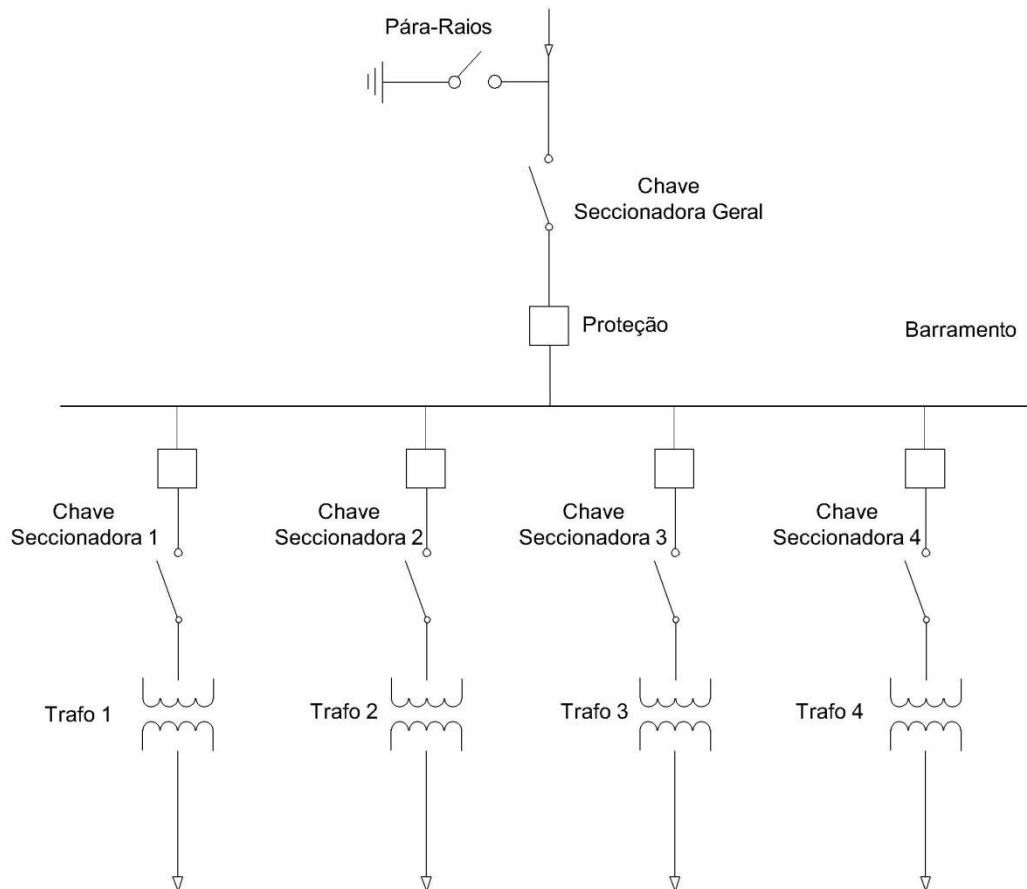 Pára-Raios
Chave
Seccionadora Geral
Proteção
Barramento
Chave
Seccionadora 1
Chave
Seccionadora 2
Chave
Seccionadora 3
Chave
Seccionadora 4
Trafo 1
Trafo 2
Trafo 3
Trafo 4